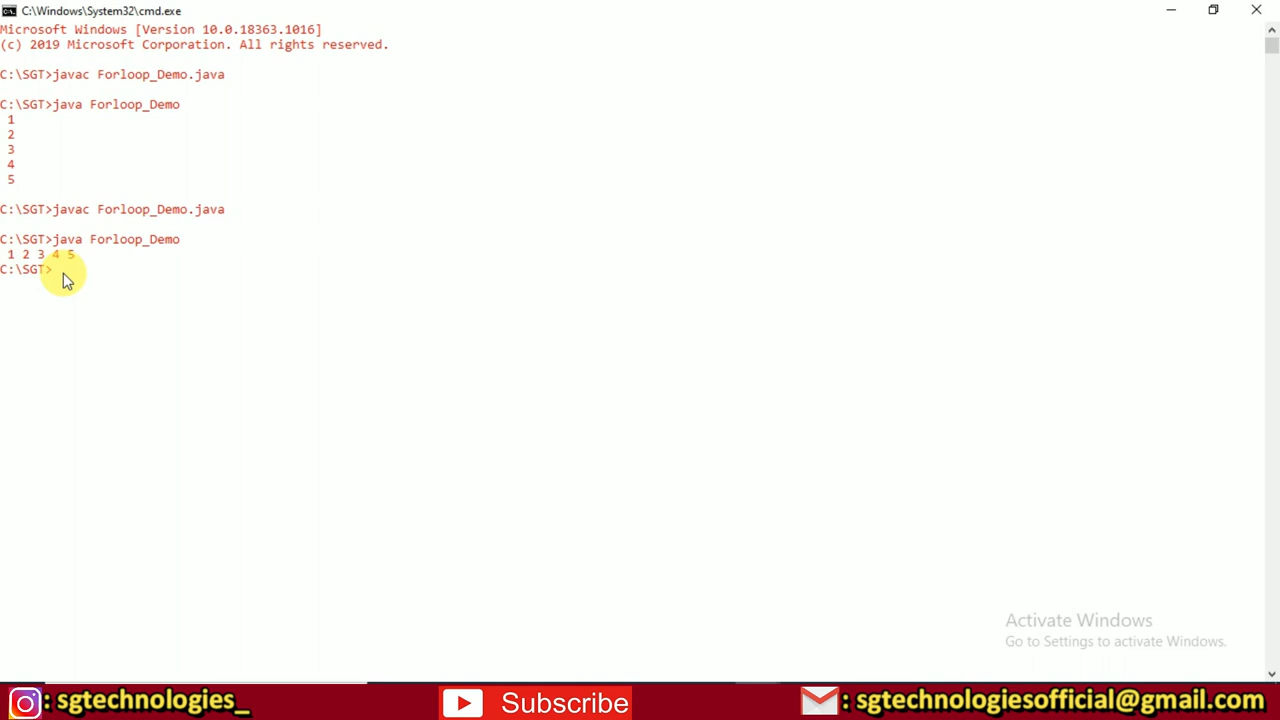 C:\Windows\System32\cmd.exe
Microsoft Windows [Version 10.0.18363.1016]
(c) 2019 Microsoft Corporation. All rights reserved.
C:\SGT>javac Forloop_Demo.java
C:\SGT>java Forloop_Demo
1
2
3
4
5
C:\SGT>javac Forloop_Demo.java
C:\SGT>java Forloop_Demo
1 2 3 4 5
C:\SGT>
Activate Windows
Go to Settings to activate Windows.
: sgtechnologies_
Subscribe
: sgtechnologiesofficial@gmail.com